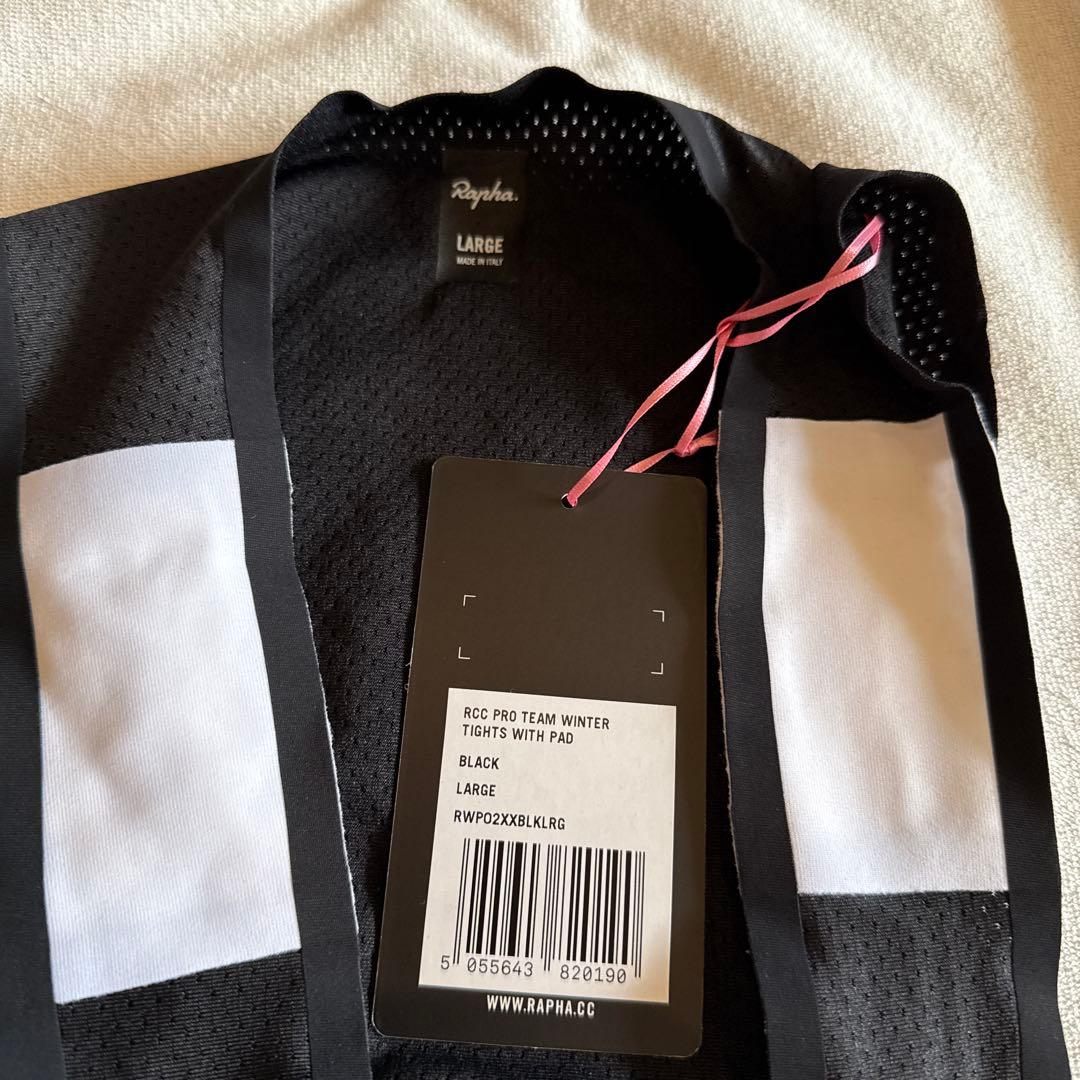 Rapha.
LARGE
MADE IN ITALY
RCC PRO TEAM WINTER
TIGHTS WITH PAD
BLACK
LARGE
RWP02XXBLKLRG
5 055643 820190
WWW.RAPHA.CC